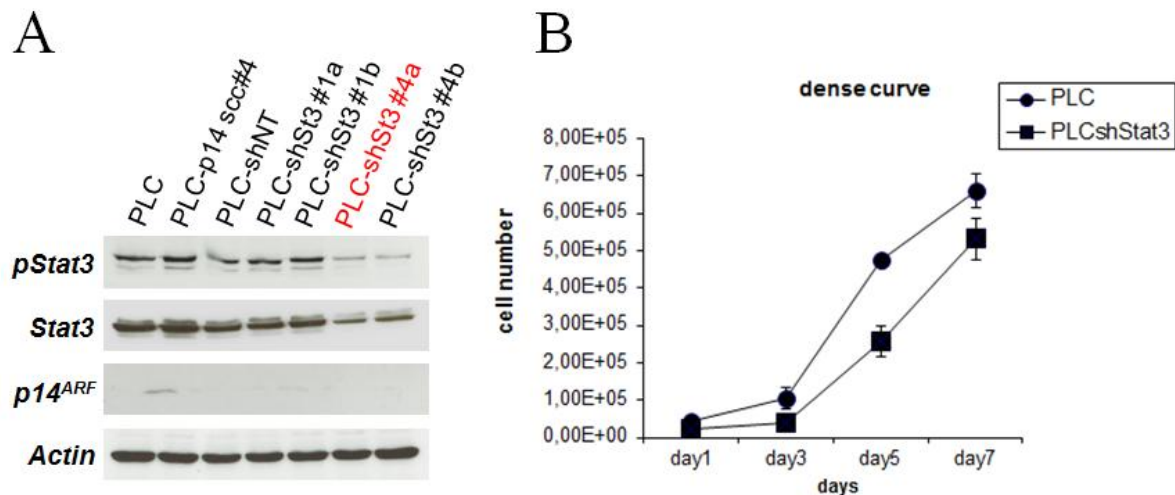 A
PLC
PLC-p14 scc#4
PLC-shNT
PLC-shSt3 #1a
PLC-shSt3 #1b
PLC-shSt3 #4a
PLC-shSt3 #4b
pStat3
Stat3
p14ARF
Actin
B
dense curve
PLC
PLCshStat3
cell number
8,00E+05
7,00E+05
6,00E+05
5,00E+05
4,00E+05
3,00E+05
2,00E+05
1,00E+05
0,00E+00
day1 day3 day5 day7
days